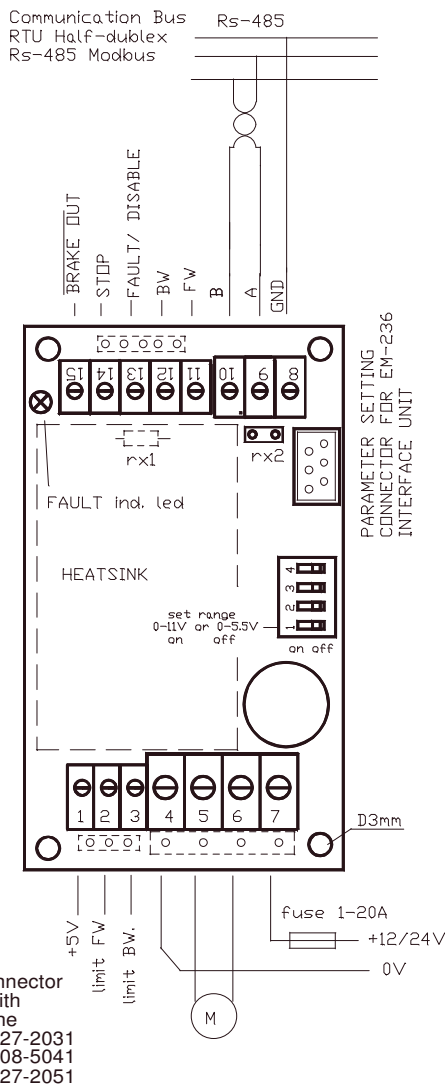 Communication Bus
RTU Half-dublex
Rs-485 Modbus
Rs-485
BRAKE OUT
STOP
FAULT/ DISABLE
BW
FW
B
A
GND
15
14
13
12
11
10
9
8
rx1
rx2
PARAMETER SETTING
CONNECTOR FOR EM-236
INTERFACE UNIT
FAULT ind. led
HEATSINK
4
3
2
1
set range
0-11V or 0-5.5V
on off
on off
1
2
3
4
5
6
7
D3mm
+5V
limit FW
limit BW.
fuse 1-20A
+12/24V
0V
M
nnector
ith
ne
27-2031
08-5041
27-2051